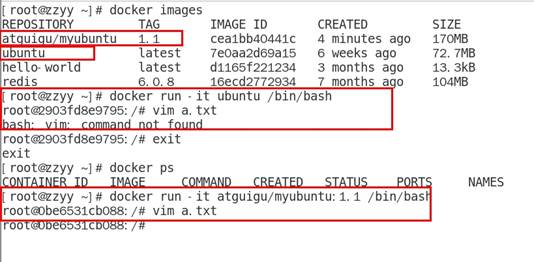 [root@zzyy ~]# docker images
REPOSITORY TAG IMAGE ID CREATED SIZE
atguigu/myubuntu 1.1 cea1bb40441c 4 minutes ago 170MB
ubuntu latest 7e0aa2d69a15 6 weeks ago 72.7MB
hello-world latest d1165f221234 3 months ago 13.3kB
redis 6.0.8 16ecd2772934 7 months ago 104MB
[root@zzyy ~]# docker run -it ubuntu /bin/bash
root@2903fd8e9795:/# vim a.txt
bash: vim: command not found
root@2903fd8e9795:/# exit
exit
[root@zzyy ~]# docker ps
CONTAINER ID IMAGE COMMAND CREATED STATUS PORTS NAMES
[root@zzyy ~]# docker run -it atguigu/myubuntu:1.1 /bin/bash
root@0be6531cb088:/# vim a.txt
root@0be6531cb088:/#